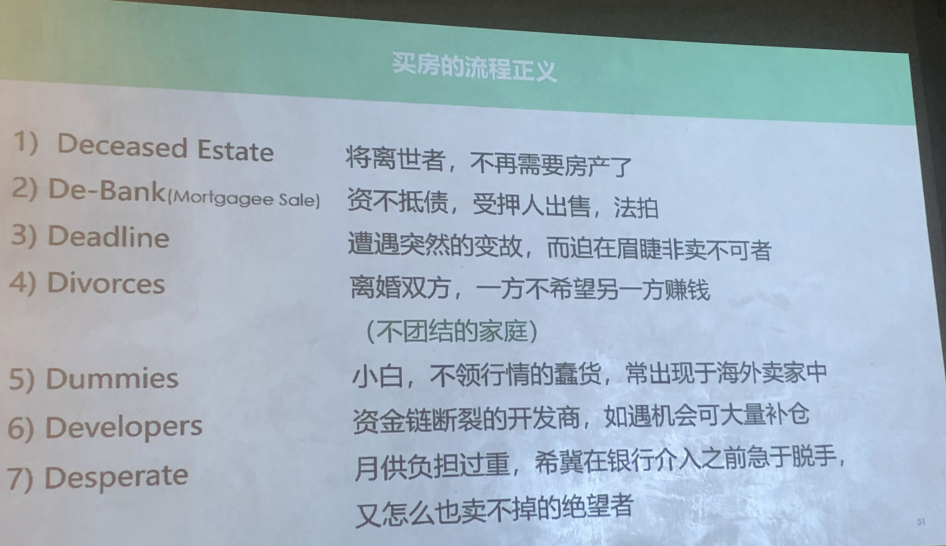 买房的流程正义
1) Deceased Estate 将离世者，不再需要房产了
2) De-Bank(Mortgagee Sale) 资不抵债，受押人出售，法拍
3) Deadline 遭遇突然的变故，而迫在眉睫非卖不可者
4) Divorces 离婚双方，一方不希望另一方赚钱
（不团结的家庭）
5) Dummies 小白，不领行情的蠢货，常出现于海外卖家中
6) Developers 资金链断裂的开发商，如遇机会可大量补仓
7) Desperate 月供负担过重，希冀在银行介入之前急于脱手，
又怎么也卖不掉的绝望者
31